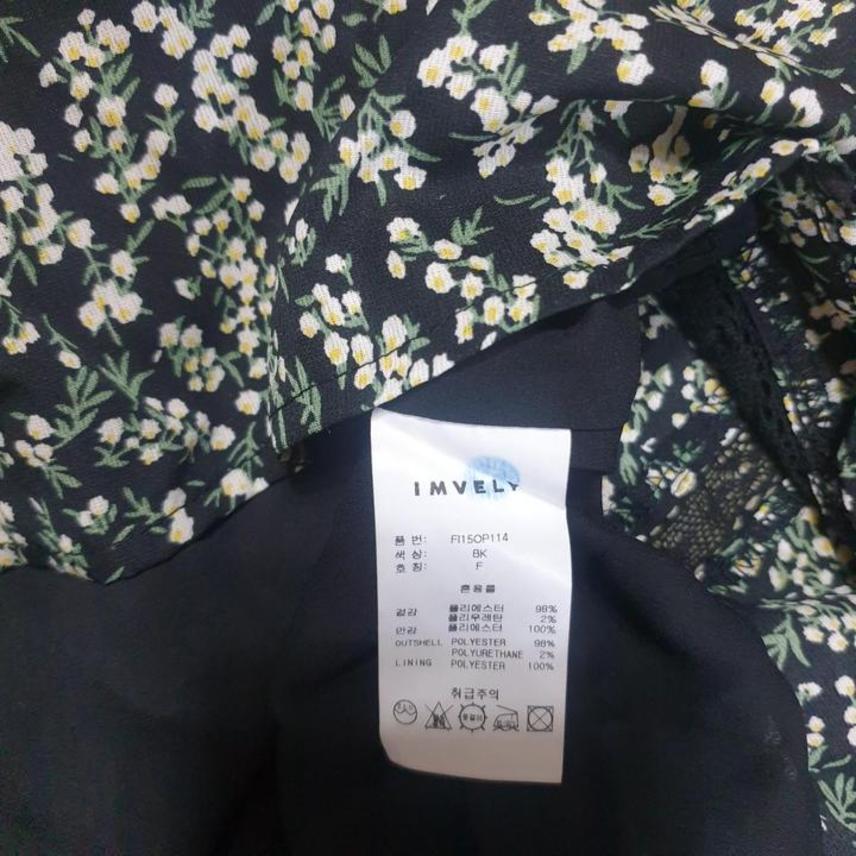 IMVELY
품 번: FI15OP114
색 상: BK
호 칭: F
혼용률
겉감 폴리에스터 98%
폴리우레탄 2%
안감 폴리에스터 100%
OUTSHELL POLYESTER 98%
POLYURETHANE 2%
LINING POLYESTER 100%
취급주의